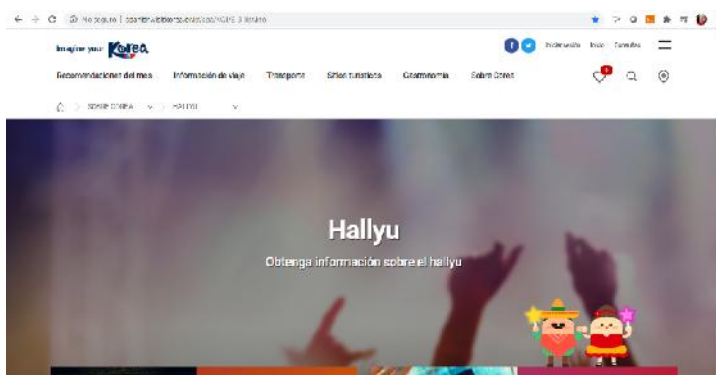 No seguro
Imagine your Korea
Inicio
Recomendaciones del mes Información de viaje Transporte Sitios turísticos Gastronomía Sobre Corea
SOBRE COREA HALLYU
Hallyu
Obtenga información sobre el hallyu